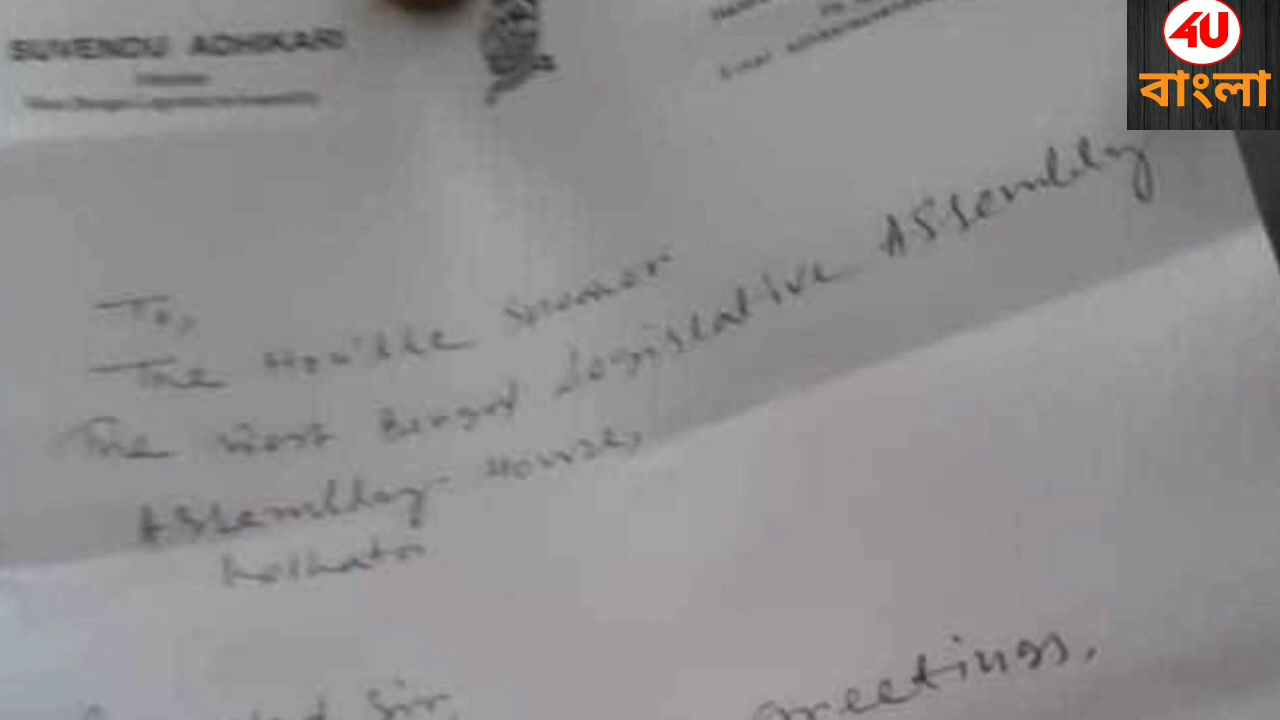 SUVENDU ADHIKARI
4U
বাংলা
To,
The Hon'ble Speaker
The West Bengal Legislative Assembly
Assembly House,
Kolkata
Sir,
Greetings.